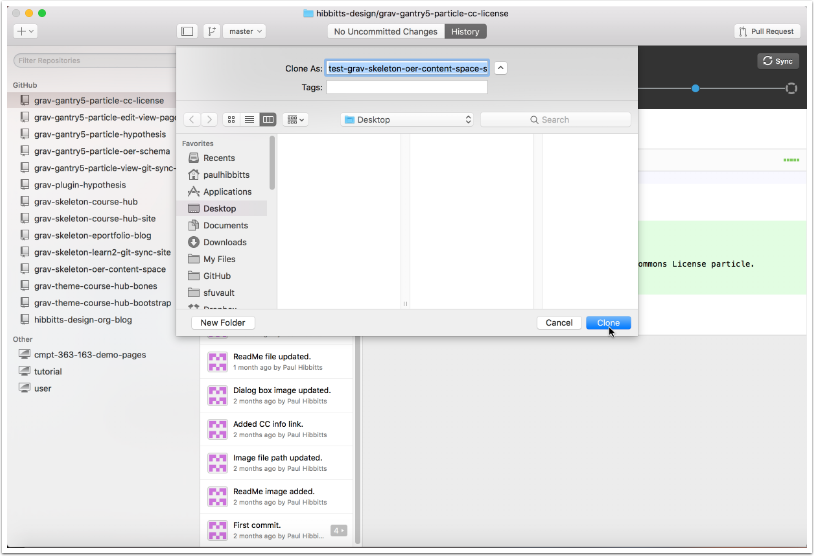 hibbitts-design/grav-gantry5-particle-cc-license
master
No Uncommitted Changes
History
Pull Request
Filter Repositories
Sync
Clone As:
test-grav-skeleton-oer-content-space-s
Tags:
Desktop
Search
GitHub
grav-gantry5-particle-cc-license
grav-gantry5-particle-edit-view-page
grav-gantry5-particle-hypothesis
grav-gantry5-particle-oer-schema
grav-gantry5-particle-view-git-sync-
grav-plugin-hypothesis
grav-skeleton-course-hub
grav-skeleton-course-hub-site
grav-skeleton-eportfolio-blog
grav-skeleton-learn2-git-sync-site
grav-skeleton-oer-content-space
grav-theme-course-hub-bones
grav-theme-course-hub-bootstrap
hibbitts-design-org-blog
Other
cmpt-363-163-demo-pages
tutorial
user
Favorites
Recents
paulhibbitts
Applications
Desktop
Documents
Downloads
My Files
GitHub
sfuvault
New Folder
Cancel
Clone
ommons License particle.
ReadMe file updated.
1 month ago by Paul Hibbitts
Dialog box image updated.
2 months ago by Paul Hibbitts
Added CC info link.
2 months ago by Paul Hibbitts
Image file path updated.
2 months ago by Paul Hibbitts
ReadMe image added.
2 months ago by Paul Hibbitts
First commit.
2 months ago by Paul Hibbi...